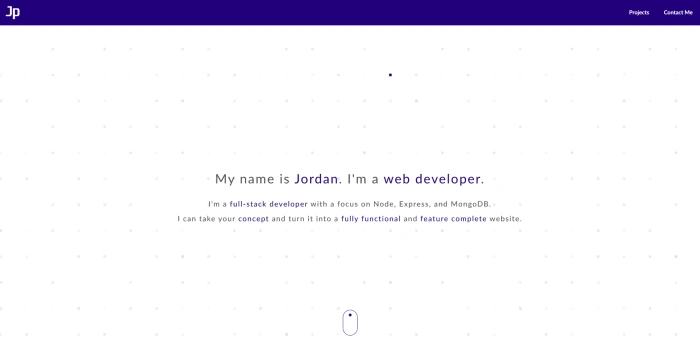 Jp
Projects
Contact Me
My name is Jordan. I'm a web developer.
I'm a full-stack developer with a focus on Node, Express, and MongoDB.
I can take your concept and turn it into a fully functional and feature complete website.